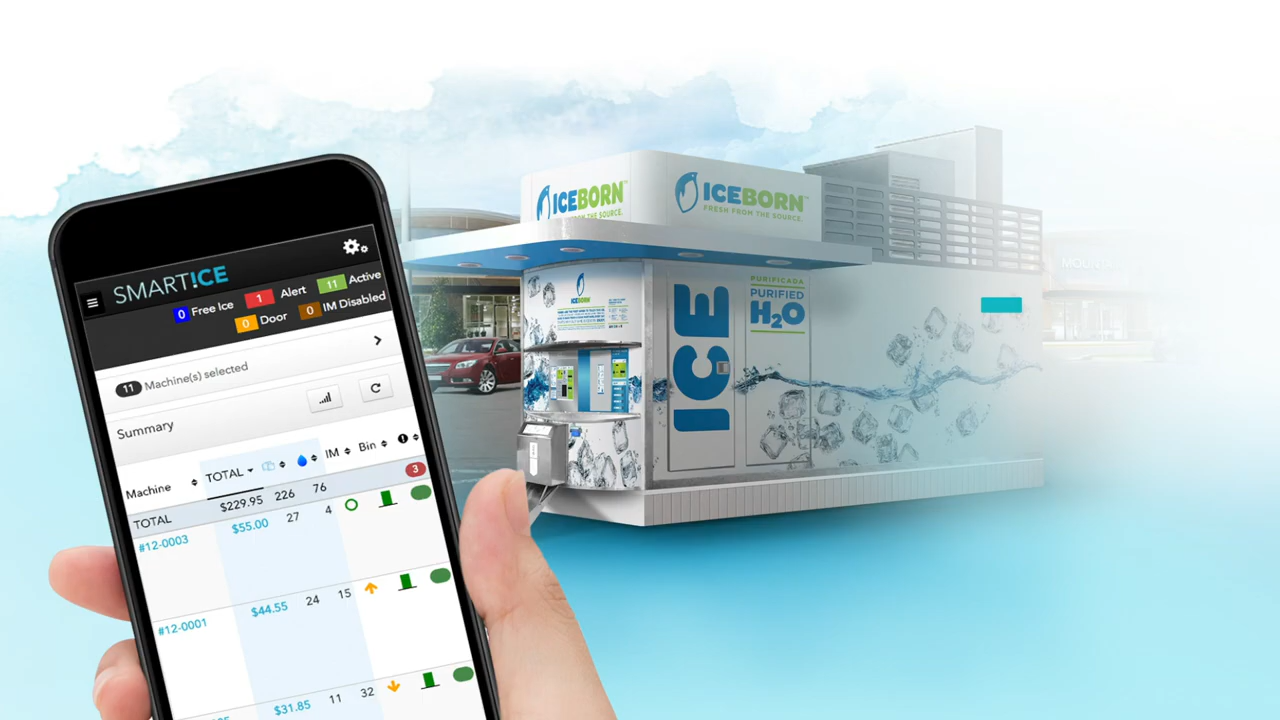 SMART!CE
0 Free Ice 1 Alert 11 Active
0 Door 0 IM Disabled
11 Machine(s) selected
Summary
Machine TOTAL IM Bin
3
TOTAL $229.95 226 76
#12-0003 $55.00 27 4
#12-0001 $44.55 24 15
$31.85 11 32
ICEBORN™
FRESH FROM THE SOURCE.
ICEBORN™
FRESH FROM THE SOURCE.
ICEBORN
ICE
PURIFICADA
PURIFIED
H2O